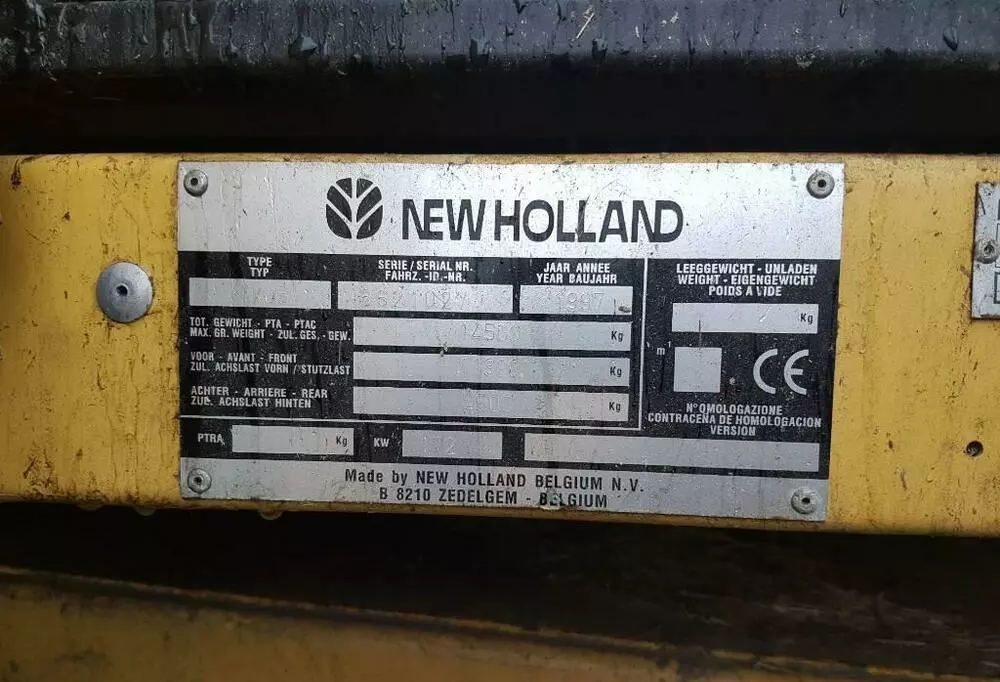 NEW HOLLAND
TYPE
TYP
SERIE / SERIAL NR.
FAHRZ. -ID.-NR.
JAAR ANNEE
YEAR BAUJAHR
1997
LEEGGEWICHT - UNLADEN
WEIGHT - EIGENGEWICHT
POIDS A VIDE
Kg
TOT. GEWICHT - PTA - PTAC
MAX. GR. WEIGHT - ZUL. GES. - GEW.
Kg
VOOR - AVANT - FRONT
ZUL. ACHSLAST VORN / STUTZLAST
Kg
m
CE
ACHTER - ARRIERE - REAR
ZUL. ACHSLAST HINTEN
Kg
N° OMOLOGAZIONE
CONTRACEÑA DE HOMOLOGACION
VERSION
PTRA
Kg
KW
Made by NEW HOLLAND BELGIUM N.V.
B 8210 ZEDELGEM - BELGIUM